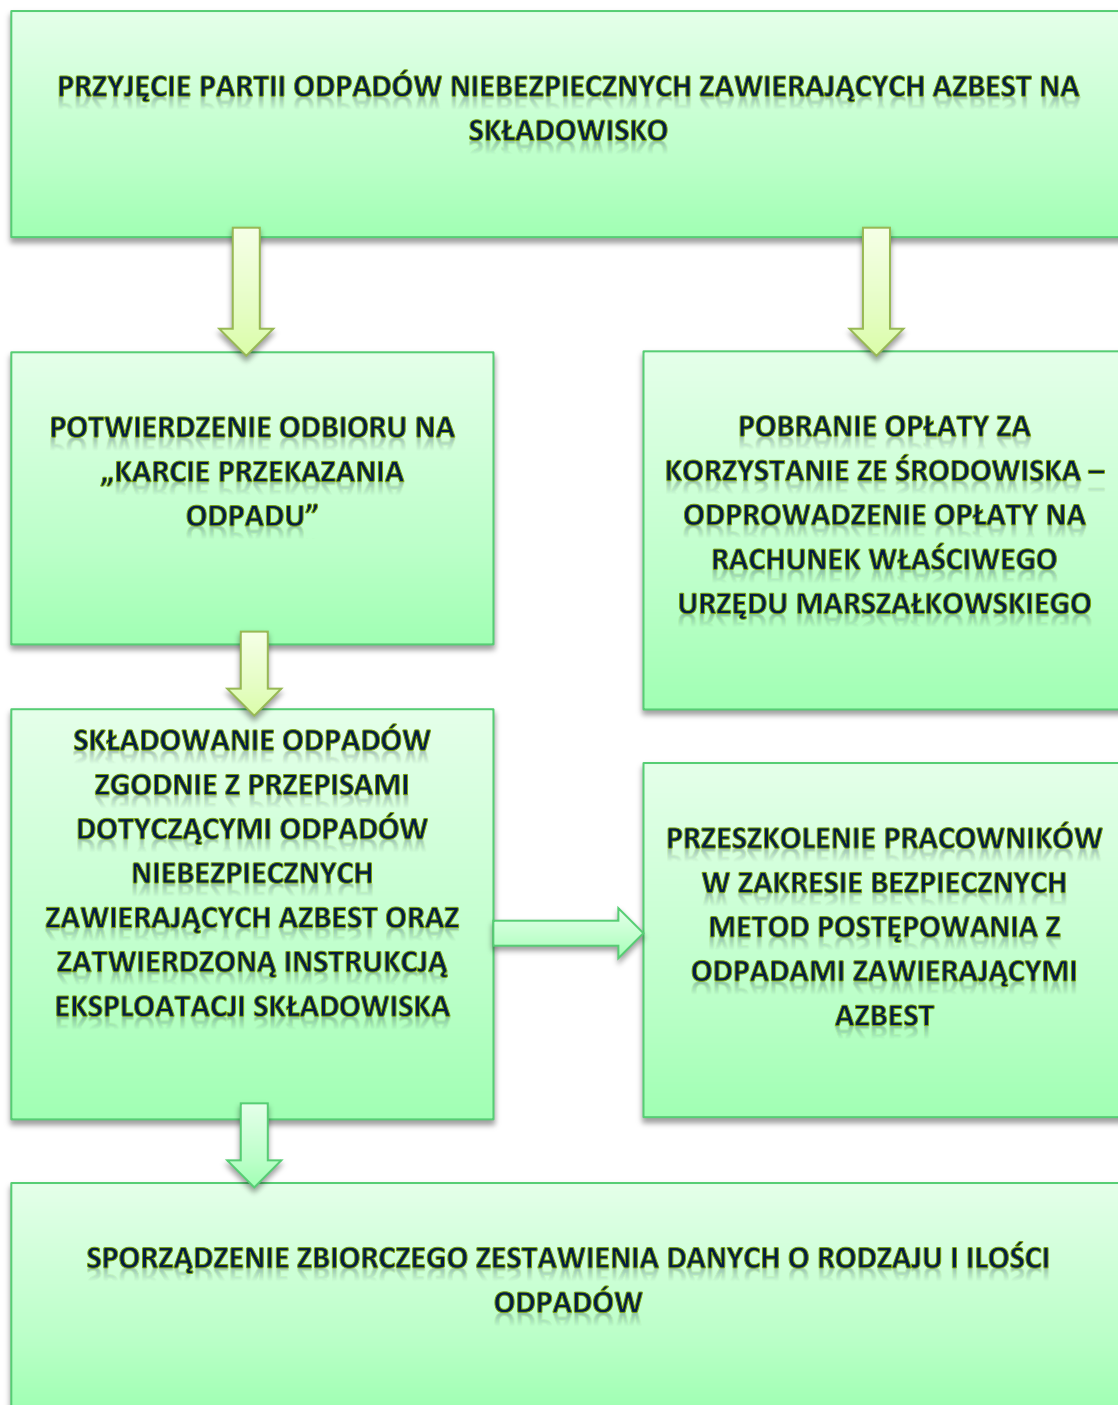 PRZYJĘCIE PARTII ODPADÓW NIEBEZPIECZNYCH ZAWIERAJĄCYCH AZBEST NA
SKŁADOWISKO
POTWIERDZENIE ODBIORU NA
„KARCIE PRZEKAZANIA
ODPADU”
POBRANIE OPŁATY ZA
KORZYSTANIE ZE ŚRODOWISKA –
ODPROWADZENIE OPŁATY NA
RACHUNEK WŁAŚCIWEGO
URZĘDU MARSZAŁKOWSKIEGO
SKŁADOWANIE ODPADÓW
ZGODNIE Z PRZEPISAMI
DOTYCZĄCYMI ODPADÓW
NIEBEZPIECZNYCH
ZAWIERAJĄCYCH AZBEST ORAZ
ZATWIERDZONĄ INSTRUKCJĄ
EKSPLOATACJI SKŁADOWISKA
PRZESZKOLENIE PRACOWNIKÓW
W ZAKRESIE BEZPIECZNYCH
METOD POSTĘPOWANIA Z
ODPADAMI ZAWIERAJĄCYMI
AZBEST
SPORZĄDZENIE ZBIORCZEGO ZESTAWIENIA DANYCH O RODZAJU I ILOŚCI
ODPADÓW